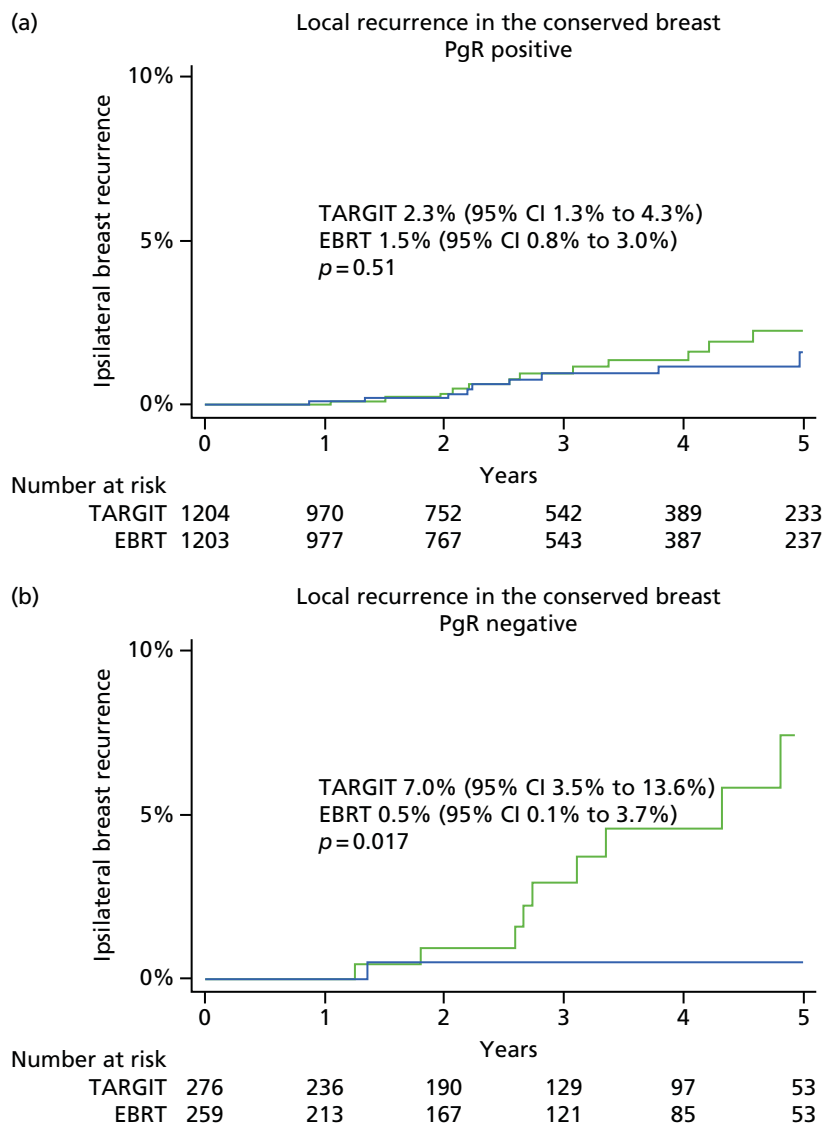 (a)
Local recurrence in the conserved breast
PgR positive
Ipsilateral breast recurrence
10%
5%
0%
TARGIT 2.3% (95% CI 1.3% to 4.3%)
EBRT 1.5% (95% CI 0.8% to 3.0%)
p=0.51
0 1 2 3 4 5
Years
Number at risk
TARGIT 1204 970 752 542 389 233
EBRT 1203 977 767 543 387 237
(b)
Local recurrence in the conserved breast
PgR negative
Ipsilateral breast recurrence
10%
5%
0%
TARGIT 7.0% (95% CI 3.5% to 13.6%)
EBRT 0.5% (95% CI 0.1% to 3.7%)
p=0.017
0 1 2 3 4 5
Years
Number at risk
TARGIT 276 236 190 129 97 53
EBRT 259 213 167 121 85 53